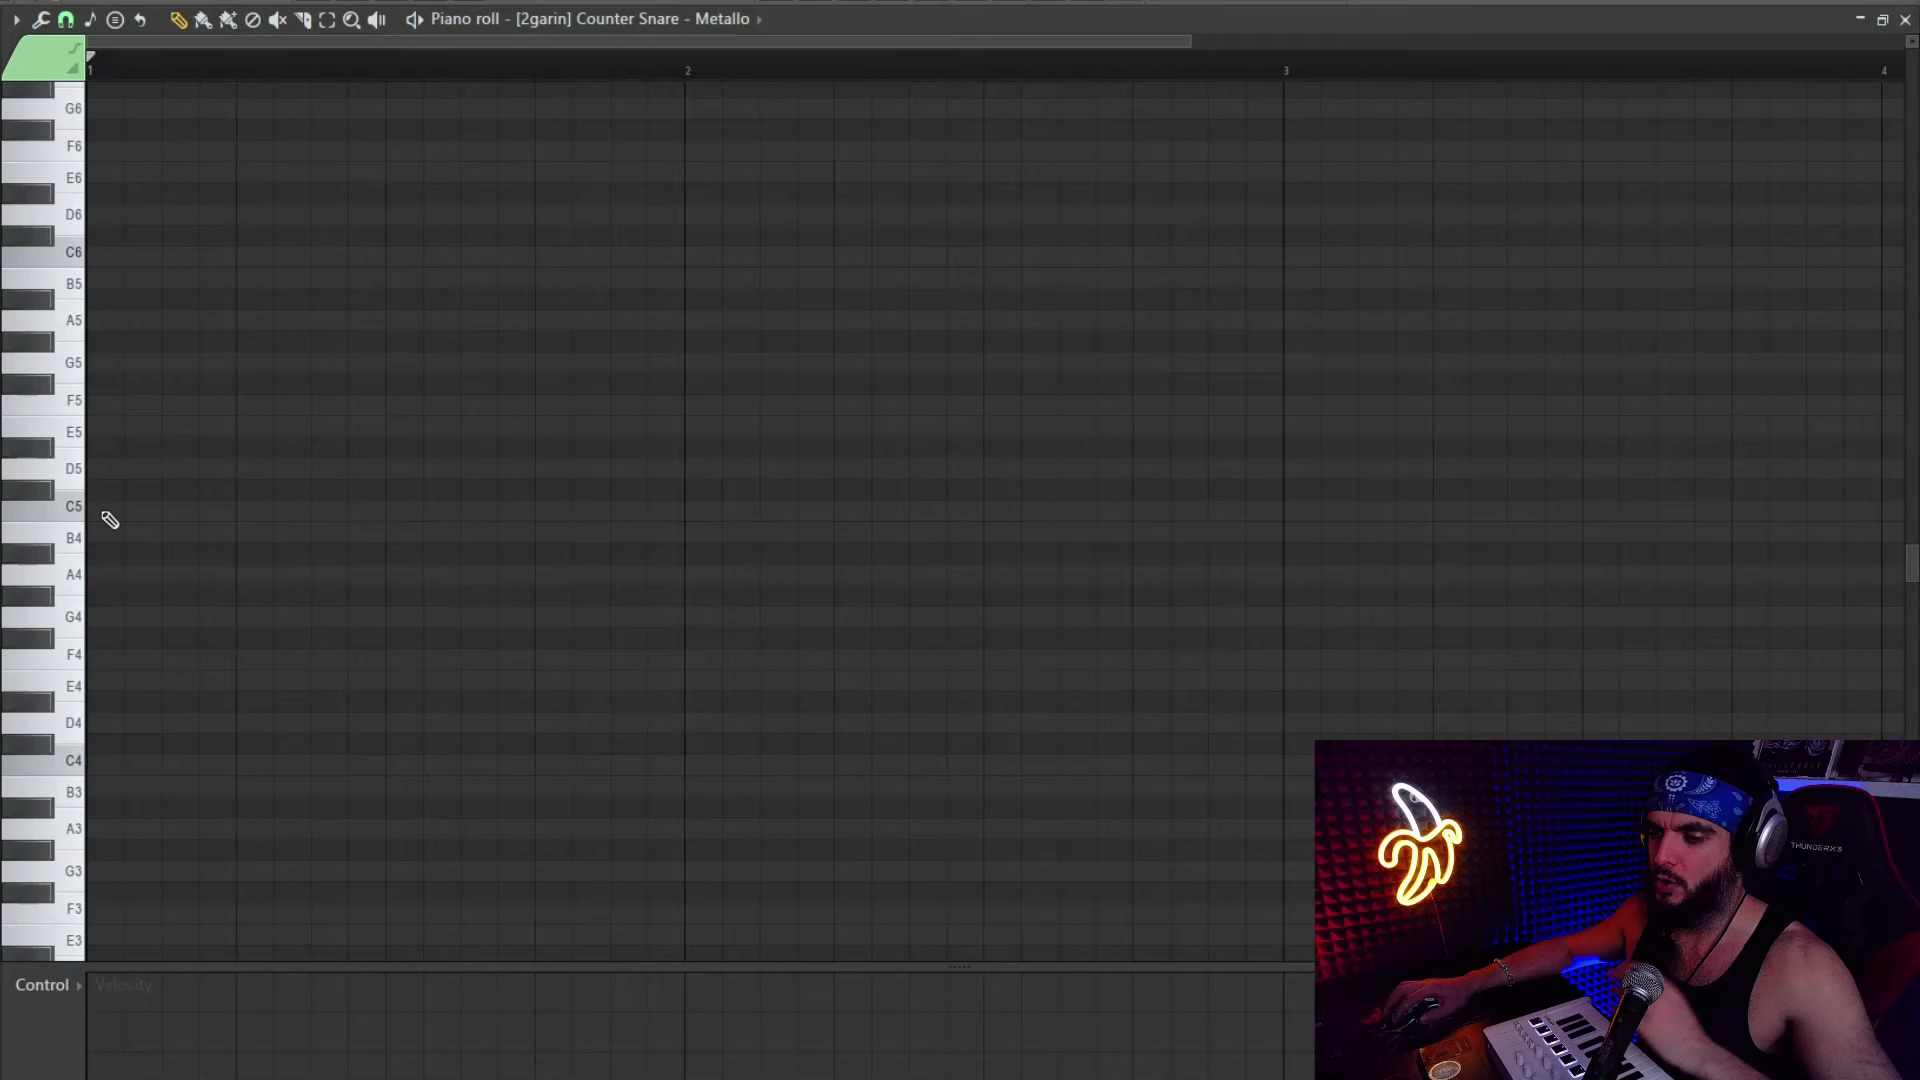 Piano roll - [2garin] Counter Snare - Metallo
1 2 3 4
G6
F6
E6
D6
C6
B5
A5
G5
F5
E5
D5
C5
B4
A4
G4
F4
E4
D4
C4
B3
A3
G3
F3
E3
Control Velocity
THUNDERX3